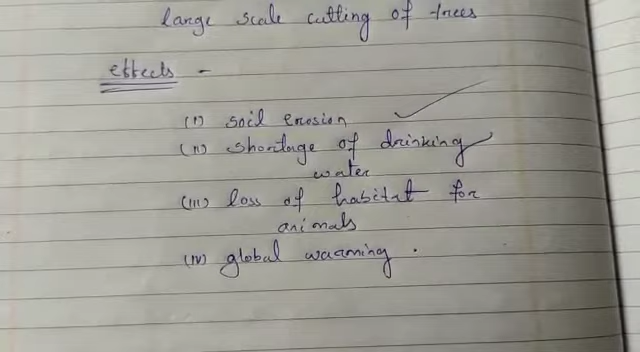 large scale cutting of trees
effects -
(i) soil erosion
(ii) shortage of drinking
water
(iii) loss of habitat for
animals
(iv) global warming .